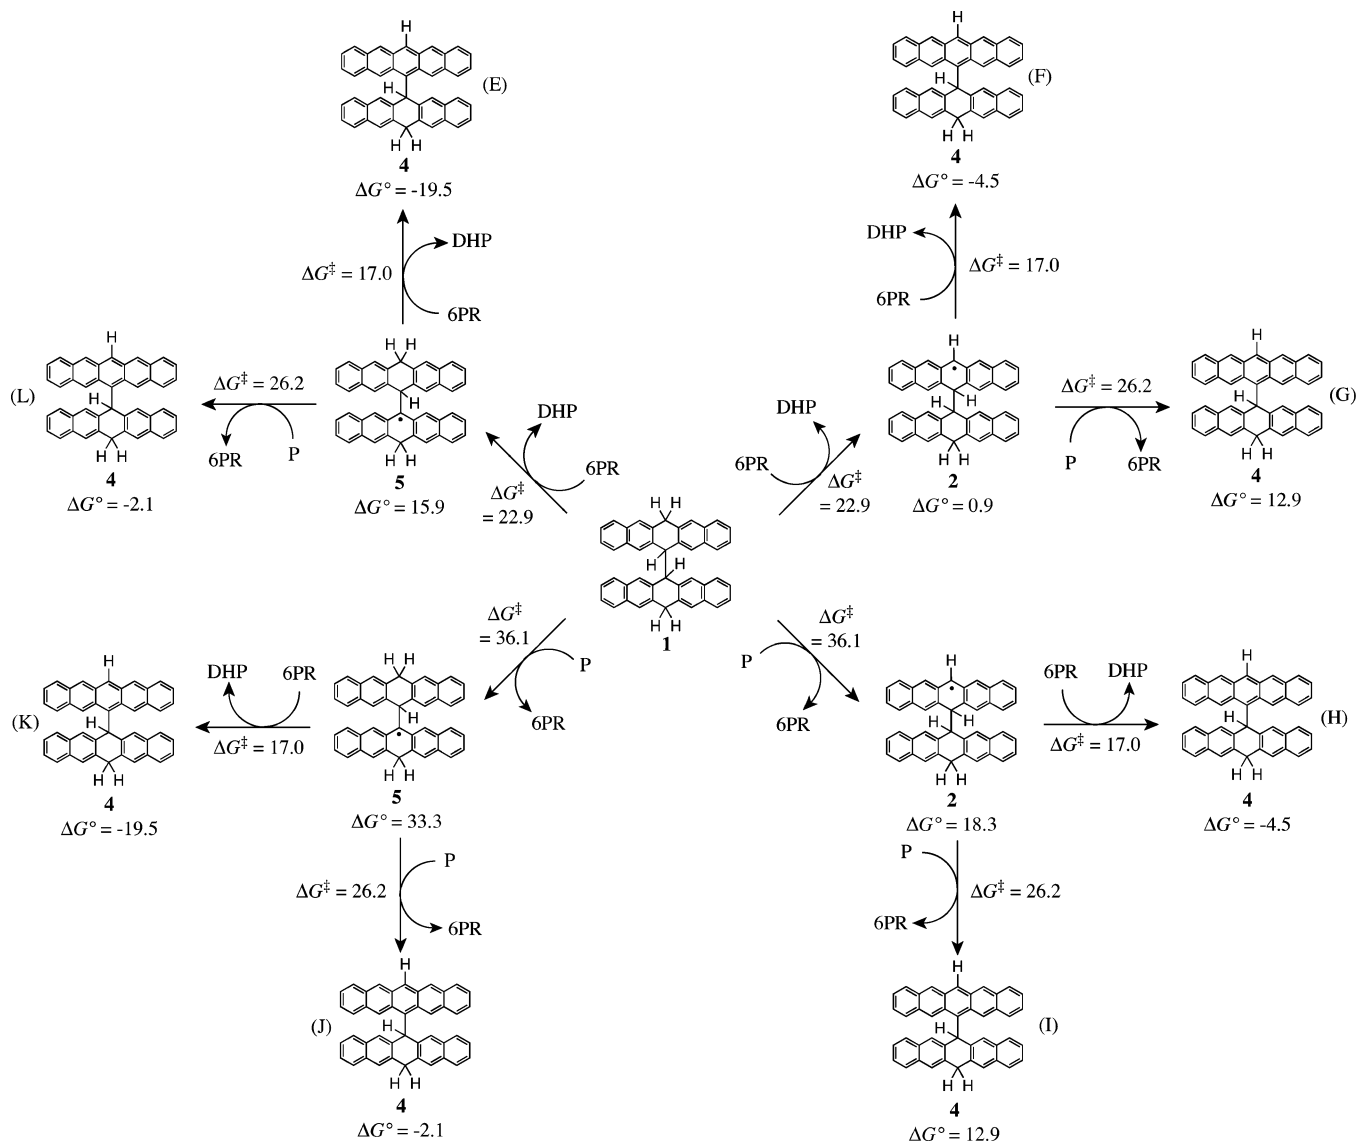 H
(E)
H
H H
4
ΔG° = -19.5
DHP
ΔG‡ = 17.0
6PR
H
(F)
H
H H
4
ΔG° = -4.5
DHP
ΔG‡ = 17.0
6PR
H
(L)
H
H H
4
ΔG° = -2.1
ΔG‡ = 26.2
6PR
P
H H
H
H H
5
ΔG° = 15.9
DHP
6PR
ΔG‡
= 22.9
H
H H
H H
2
ΔG° = 0.9
DHP
6PR
ΔG‡
= 22.9
ΔG‡ = 26.2
P
6PR
H
(G)
H
H H
4
ΔG° = 12.9
H H
H H
H H
1
ΔG‡
= 36.1
P
6PR
ΔG‡
= 36.1
P
6PR
H
(K)
H
H H
4
ΔG° = -19.5
DHP
6PR
ΔG‡ = 17.0
H H
H
H H
5
ΔG° = 33.3
H
H H
H H
2
ΔG° = 18.3
6PR
DHP
ΔG‡ = 17.0
H
(H)
H
H H
4
ΔG° = -4.5
P
ΔG‡ = 26.2
6PR
H
(J)
H
H H
4
ΔG° = -2.1
P
ΔG‡ = 26.2
6PR
H
(I)
H
H H
4
ΔG° = 12.9